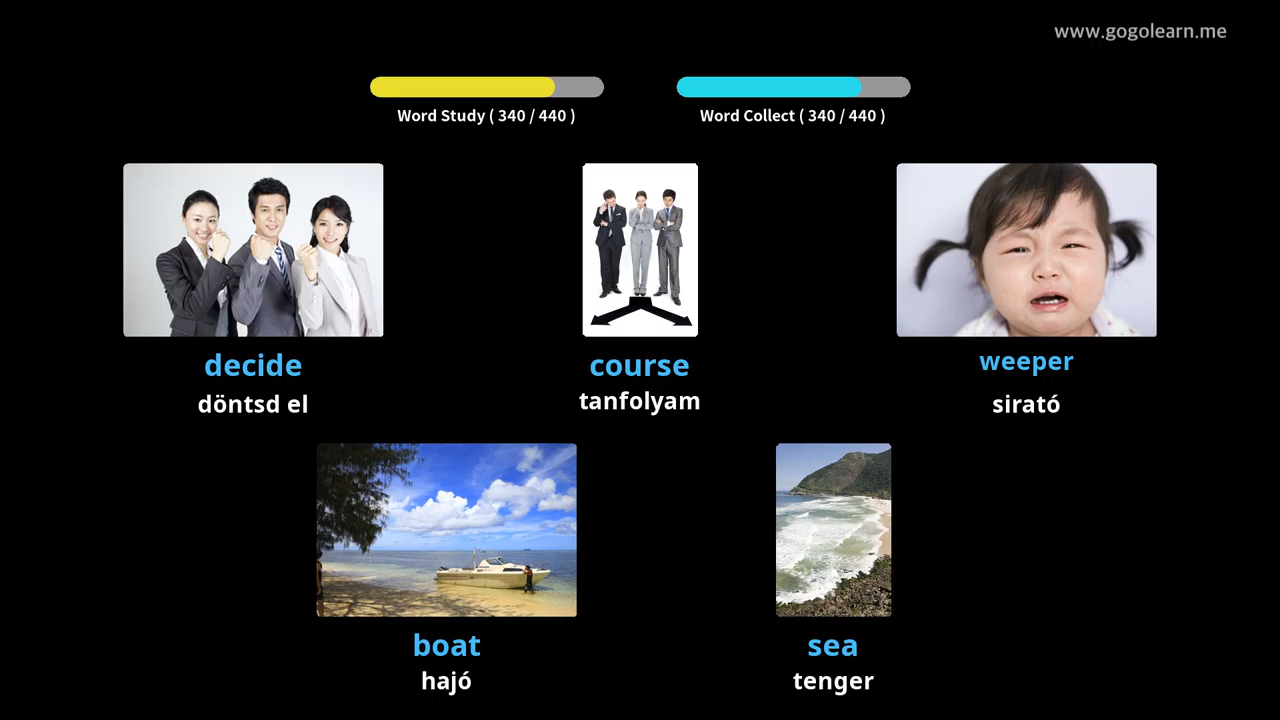 www.gogolearn.me
Word Study ( 340 / 440 )
Word Collect ( 340 / 440 )
decide
döntsd el
course
tanfolyam
weeper
sirató
boat
hajó
sea
tenger